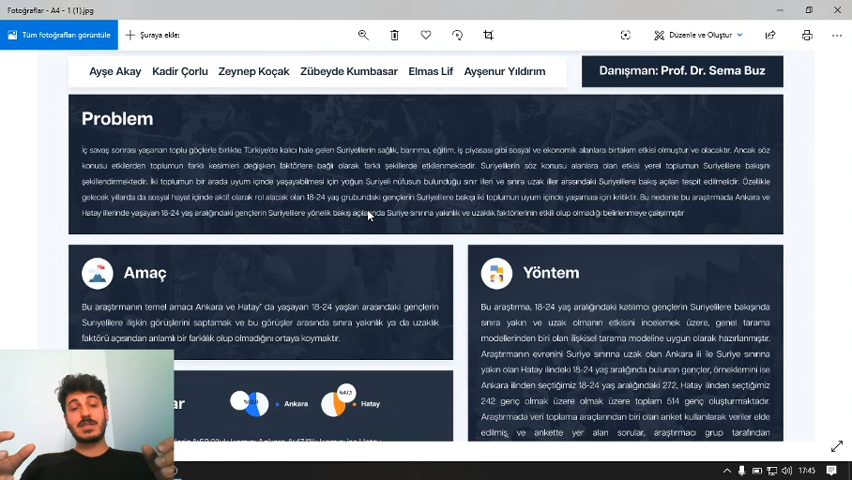 Fotoğraflar - A4 - 1 (1).jpg
Tüm fotoğrafları görüntüle
Şuraya ekle:
Düzenle ve Oluştur
Ayşe Akay Kadir Çorlu Zeynep Koçak Zübeyde Kumbasar Elmas Lif Ayşenur Yıldırım
Danışman: Prof. Dr. Sema Buz
Problem
İç savaş sonrası yaşanan toplu göçlerle birlikte Türkiye'de kalıcı hale gelen Suriyelilerin sağlık, barınma, eğitim, iş piyasası gibi sosyal ve ekonomik alanlara birtakım etkisi olmuştur ve olacaktır. Ancak söz
konusu etkilerden toplumun farklı kesimleri değişken faktörlere bağlı olarak farklı şekillerde etkilenmektedir. Suriyelilerin söz konusu alanlara olan etkisi yerel toplumun Suriyelilere bakışını
şekillendirmektedir. İki toplumun bir arada uyum içinde yaşayabilmesi için yoğun Suriyeli nüfusun bulunduğu sınır illeri ve sınıra uzak iller arasındaki Suriyelilere bakış açıları tespit edilmelidir. Özellikle
gelecek yıllarda da sosyal hayat içinde aktif olarak rol alacak olan 18-24 yaş grubundaki gençlerin Suriyelilere bakışı iki toplumun uyum içinde yaşaması için kritiktir. Bu nedenle bu araştırmada Ankara ve
Hatay illerinde yaşayan 18-24 yaş aralığındaki gençlerin Suriyelilere yönelik bakış açılarında Suriye sınırına yakınlık ve uzaklık faktörlerinin etkili olup olmadığı belirlenmeye çalışılmıştır
Amaç
Bu araştırmanın temel amacı Ankara ve Hatay' da yaşayan 18-24 yaşları arasındaki gençlerin
Suriyelilere ilişkin görüşlerini saptamak ve bu görüşler arasında sınıra yakınlık ya da uzaklık
faktörü açısından anlamlı bir farklılık olup olmadığını ortaya koymaktır.
Yöntem
Bu araştırma, 18-24 yaş aralığındaki katılımcı gençlerin Suriyelilere bakışında
sınıra yakın ve uzak olmanın etkisini incelemek üzere, genel tarama
modellerinden biri olan ilişkisel tarama modeline uygun olarak hazırlanmıştır.
Araştırmanın evrenini Suriye sınırına uzak olan Ankara ili ile Suriye sınırına
yakın olan Hatay ilindeki 18-24 yaş aralığında bulunan gençler, örneklemini ise
Ankara ilinden seçtiğimiz 18-24 yaş aralığındaki 272, Hatay ilinden seçtiğimiz
242 genç olmak üzere olmak üzere toplam 514 genç oluşturmaktadır.
Araştırmada veri toplama araçlarından biri olan anket kullanılarak veriler elde
edilmiş ve ankette yer alan sorular, araştırmacı grup tarafından
ar
Ankara
Hatay
17:45